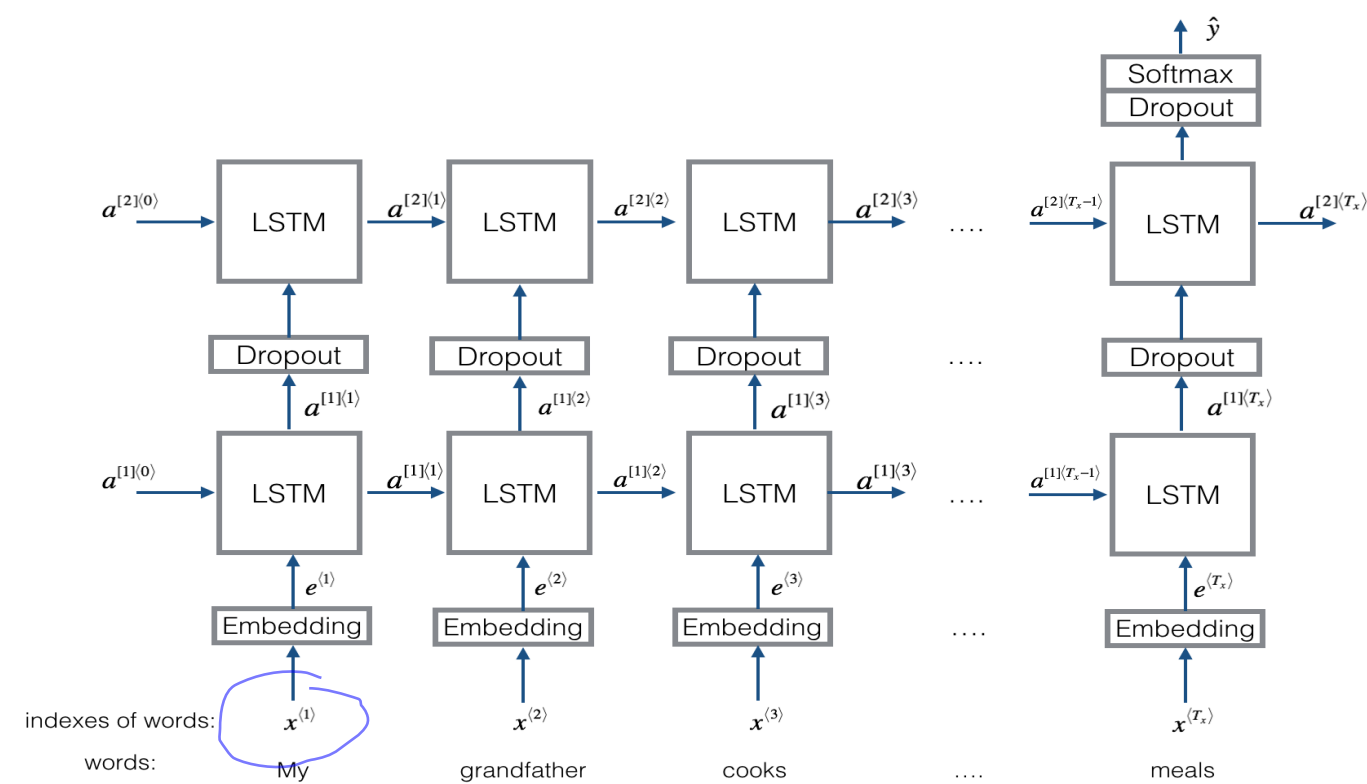 ŷ
Softmax
Dropout
a[2]⟨0⟩ LSTM a[2]⟨1⟩ LSTM a[2]⟨2⟩ LSTM a[2]⟨3⟩ .... a[2]⟨Tx−1⟩ LSTM a[2]⟨Tx⟩
Dropout Dropout Dropout .... Dropout
a[1]⟨1⟩ a[1]⟨2⟩ a[1]⟨3⟩ a[1]⟨Tx⟩
a[1]⟨0⟩ LSTM a[1]⟨1⟩ LSTM a[1]⟨2⟩ LSTM a[1]⟨3⟩ .... a[1]⟨Tx−1⟩ LSTM
e⟨1⟩ e⟨2⟩ e⟨3⟩ e⟨Tx⟩
Embedding Embedding Embedding .... Embedding
indexes of words: x⟨1⟩ x⟨2⟩ x⟨3⟩ x⟨Tx⟩
words: My grandfather cooks .... meals